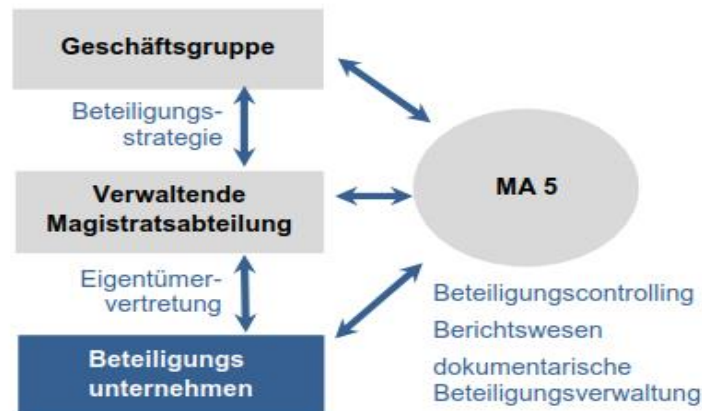 Geschäftsgruppe
Beteiligungs-
strategie
Verwaltende
Magistratsabteilung
MA 5
Eigentümer-
vertretung
Beteiligungs
unternehmen
Beteiligungscontrolling
Berichtswesen
dokumentarische
Beteiligungsverwaltung